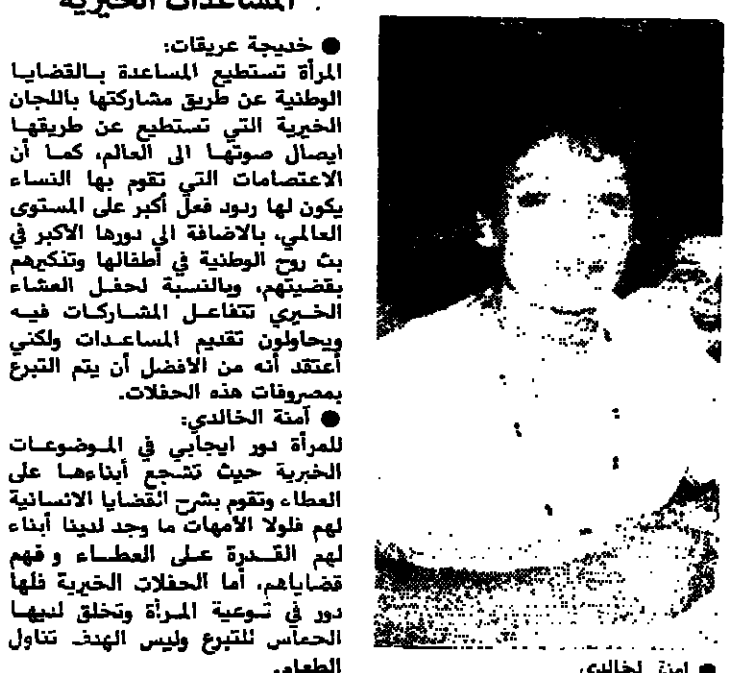 المساعدات الخيرية
● خديجة عريقات:
المرأة تستطيع المساعدة بالقضايا
الوطنية عن طريق مشاركتها باللجان
الخيرية التي تستطيع عن طريقها
ايصال صوتها الى العالم، كما أن
الاعتصامات التي تقوم بها النساء
يكون لها ردود فعل أكبر على المستوى
العالمي، بالاضافة الى دورها الاكبر في
بث روح الوطنية في أطفالها وتذكيرهم
بقضيتهم، وبالنسبة لحفل العشاء
الخيري تتفاعل المشاركات فيه
ويحاولون تقديم المساعدات ولكني
أعتقد أنه من الأفضل أن يتم التبرع
بمصروفات هذه الحفلات.
● آمنة الخالدي:
للمرأة دور ايجابي في الموضوعات
الخيرية حيث تشجع أبناءها على
العطاء وتقوم بشرح القضايا الانسانية
لهم فلولا الأمهات ما وجد لدينا أبناء
لهم القدرة على العطاء وفهم
قضاياهم، أما الحفلات الخيرية فلها
دور في توعية المرأة وتخلق لديها
الحماس للتبرع وليس الهدف تناول
الطعام.
● امنة لخالدي